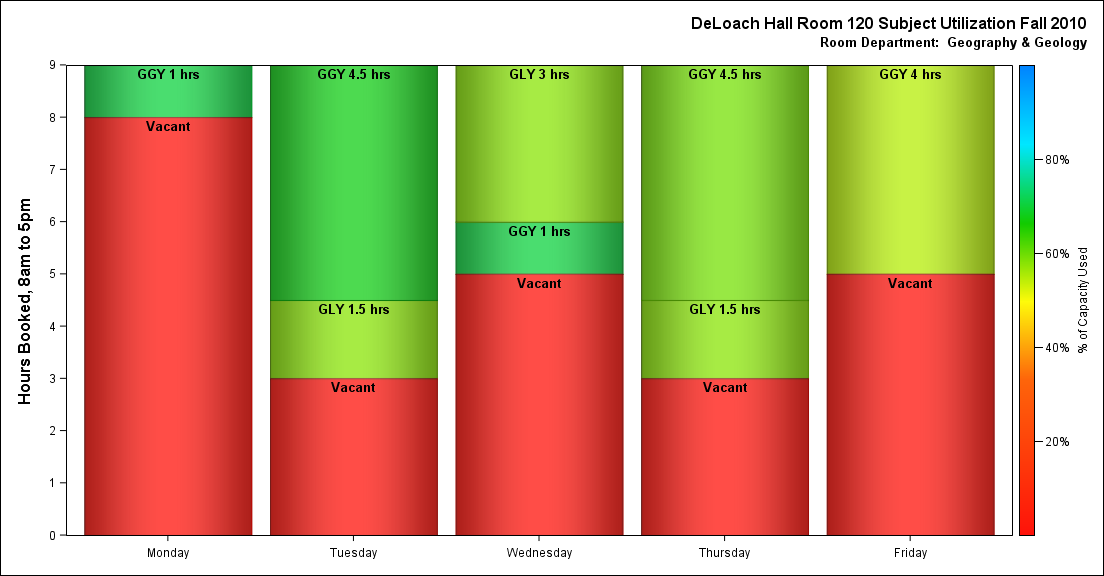 DeLoach Hall Room 120 Subject Utilization Fall 2010
Room Department: Geography & Geology
Hours Booked, 8am to 5pm
9
8
7
6
5
4
3
2
1
0
GGY 1 hrs
Vacant
GGY 4.5 hrs
GLY 1.5 hrs
Vacant
GLY 3 hrs
GGY 1 hrs
Vacant
GGY 4.5 hrs
GLY 1.5 hrs
Vacant
GGY 4 hrs
Vacant
Monday
Tuesday
Wednesday
Thursday
Friday
80%
60%
40%
20%
% of Capacity Used